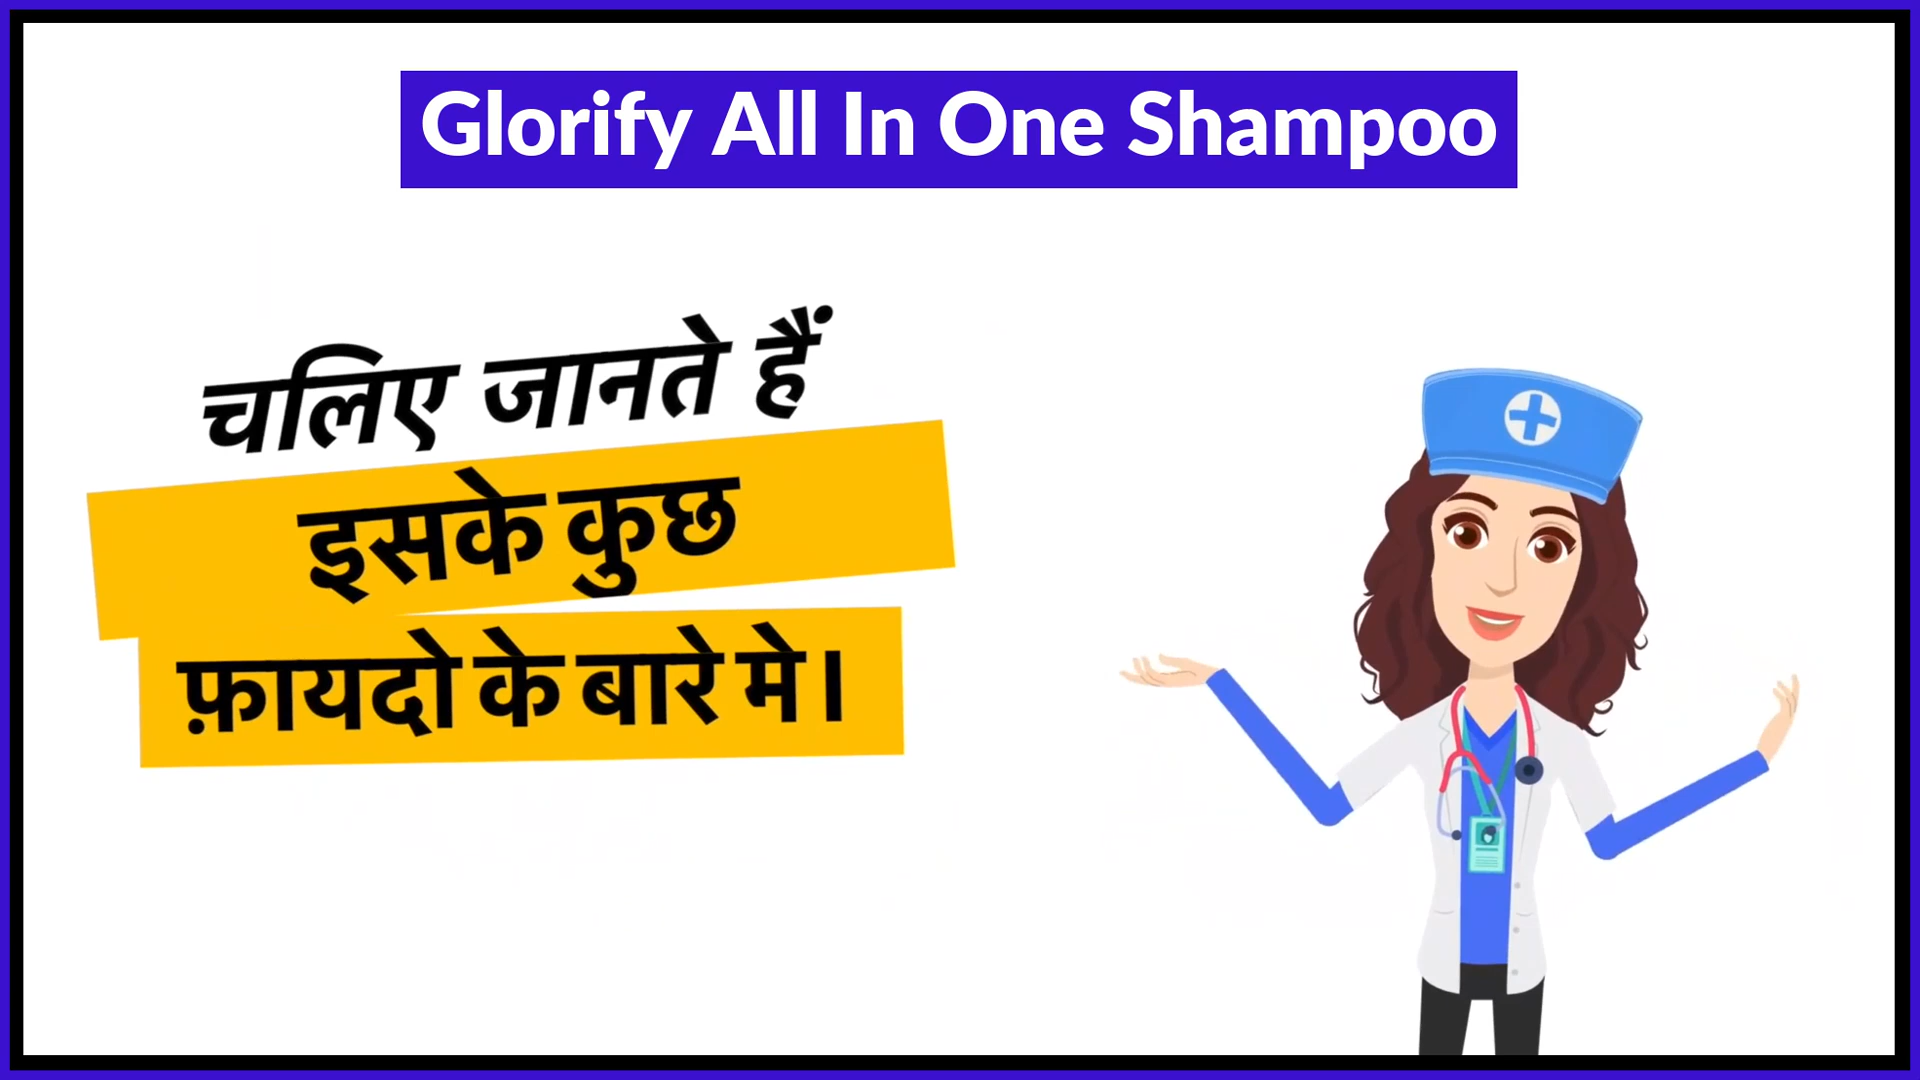 Glorify All In One Shampoo
चलिए जानते हैं
इसके कुछ
फ़ायदो के बारे मे।